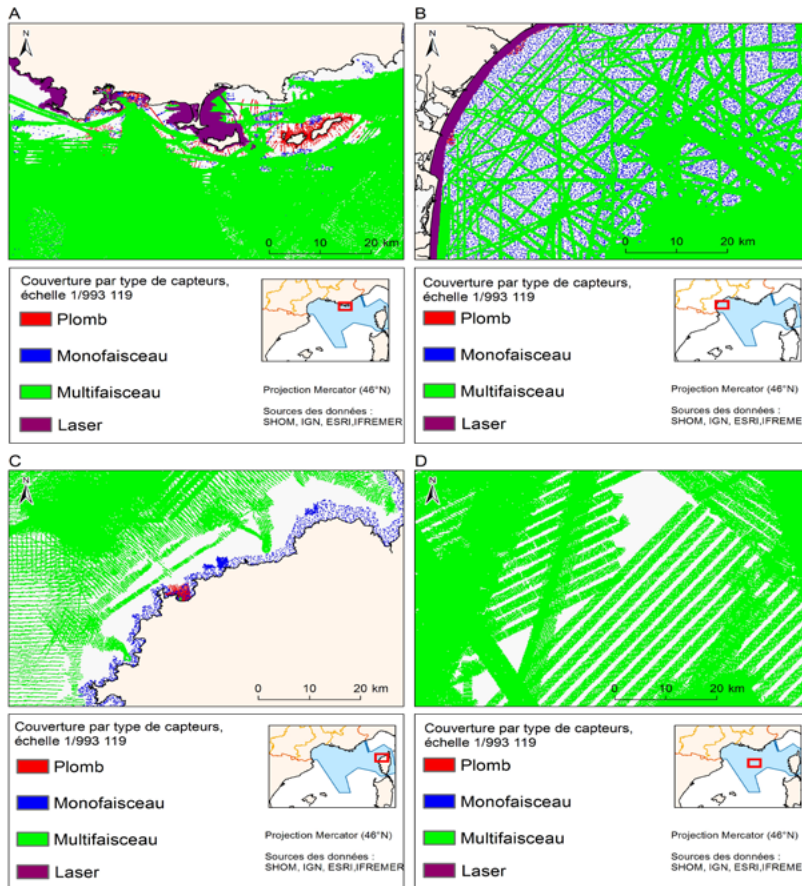 A
N
0 10 20 km
Couverture par type de capteurs,
échelle 1/993 119
Plomb
Monofaisceau
Multifaisceau
Laser
Projection Mercator (46°N)
Sources des données :
SHOM, IGN, ESRI,IFREMER
B
N
0 10 20 km
Couverture par type de capteurs,
échelle 1/993 119
Plomb
Monofaisceau
Multifaisceau
Laser
Projection Mercator (46°N)
Sources des données :
SHOM, IGN, ESRI,IFREMER
C
N
0 10 20 km
Couverture par type de capteurs,
échelle 1/993 119
Plomb
Monofaisceau
Multifaisceau
Laser
Projection Mercator (46°N)
Sources des données :
SHOM, IGN, ESRI,IFREMER
D
N
0 10 20 km
Couverture par type de capteurs,
échelle 1/993 119
Plomb
Monofaisceau
Multifaisceau
Laser
Projection Mercator (46°N)
Sources des données :
SHOM, IGN, ESRI,IFREMER